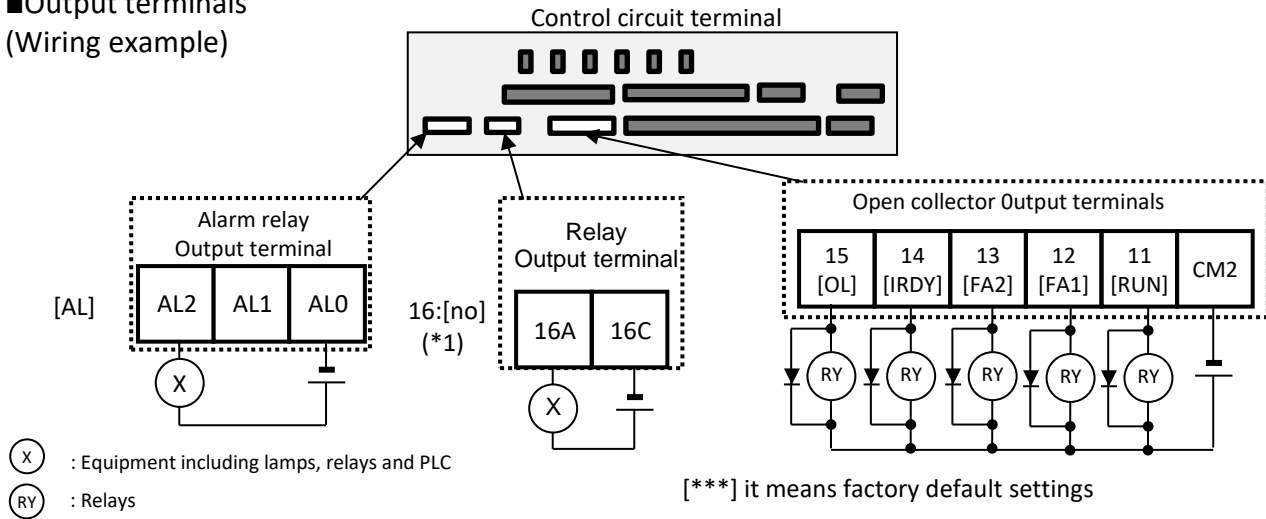 ■Output terminals
(Wiring example)
Control circuit terminal
Alarm relay
Output terminal
[AL]
AL2 AL1 AL0
Relay
Output terminal
16:[no]
(*1)
16A 16C
Open collector 0utput terminals
15 14 13 12 11 CM2
[OL] [IRDY] [FA2] [FA1] [RUN]
X
X
RY RY RY RY RY
X : Equipment including lamps, relays and PLC
RY : Relays
[***] it means factory default settings